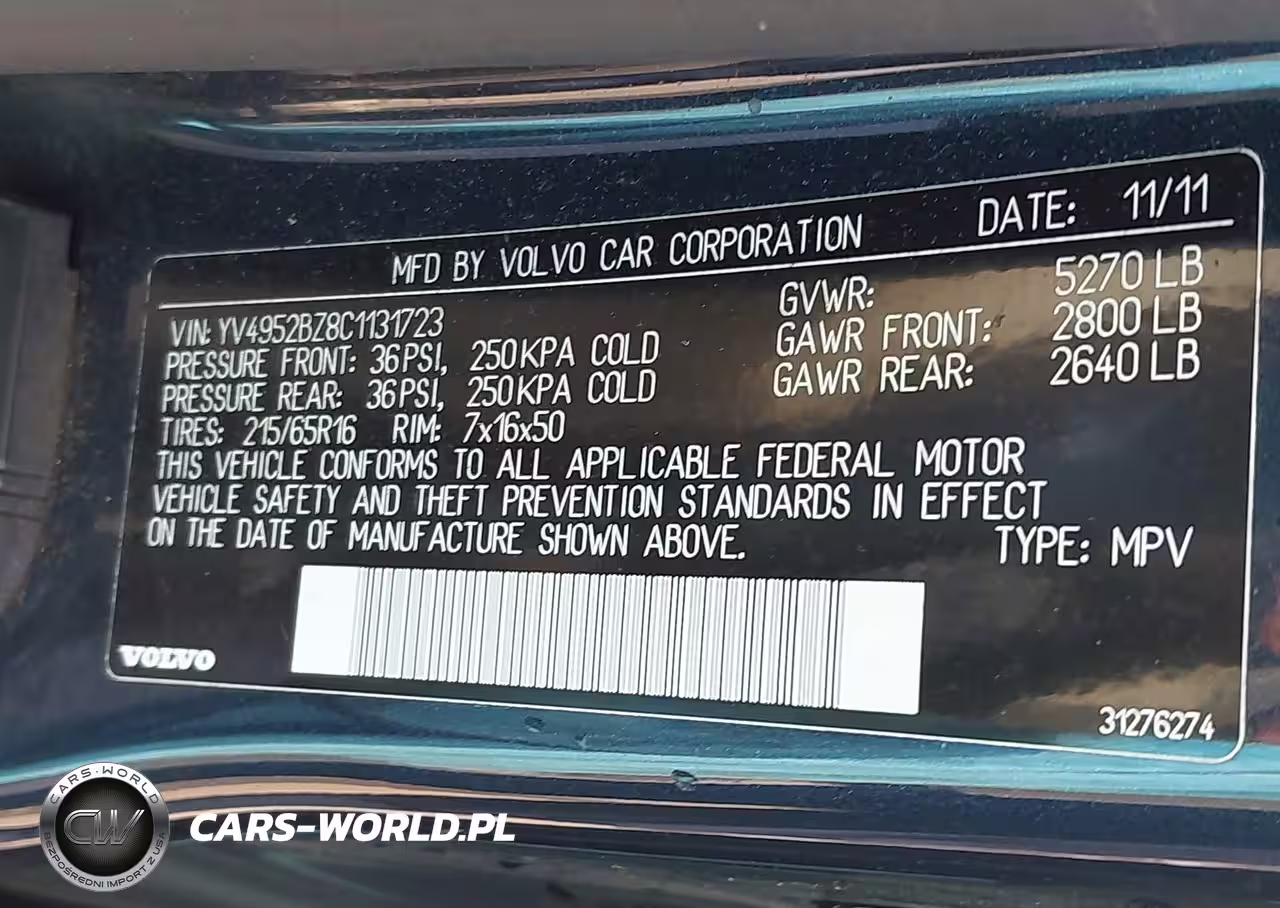 MFD BY VOLVO CAR CORPORATION DATE: 11/11
VIN: YV4952BZ8C1131723 GVWR: 5270 LB
PRESSURE FRONT: 36PSI, 250KPA COLD GAWR FRONT: 2800 LB
PRESSURE REAR: 36PSI, 250KPA COLD GAWR REAR: 2640 LB
TIRES: 215/65R16 RIM: 7x16x50
THIS VEHICLE CONFORMS TO ALL APPLICABLE FEDERAL MOTOR
VEHICLE SAFETY AND THEFT PREVENTION STANDARDS IN EFFECT
ON THE DATE OF MANUFACTURE SHOWN ABOVE. TYPE: MPV
VOLVO
31276274
CARS-WORLD
CW
BEZPOŚREDNI IMPORT Z USA
CARS-WORLD.PL